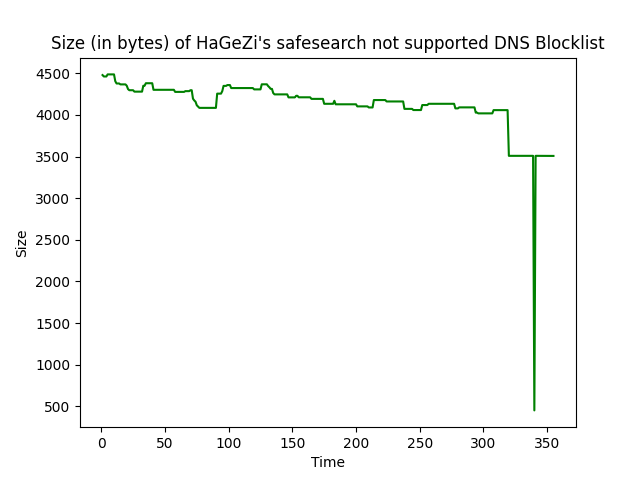 Size (in bytes) of HaGeZi's safesearch not supported DNS Blocklist
4500
4000
3500
3000
2500
2000
1500
1000
500
Size
0 50 100 150 200 250 300 350
Time